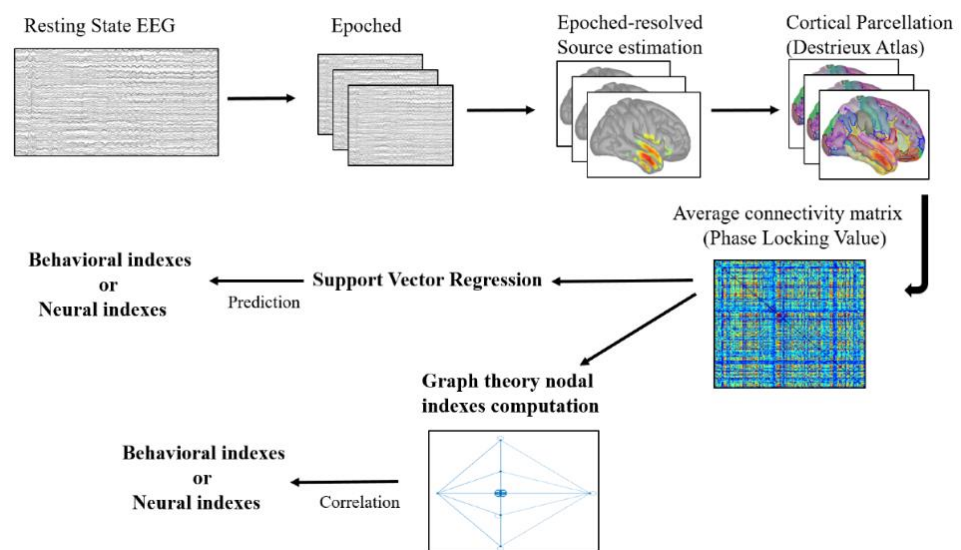 Resting State EEG
Epoched
Epoched-resolved
Source estimation
Cortical Parcellation
(Destrieux Atlas)
Average connectivity matrix
(Phase Locking Value)
Behavioral indexes
or
Neural indexes
Prediction
Support Vector Regression
Graph theory nodal
indexes computation
Behavioral indexes
or
Neural indexes
Correlation